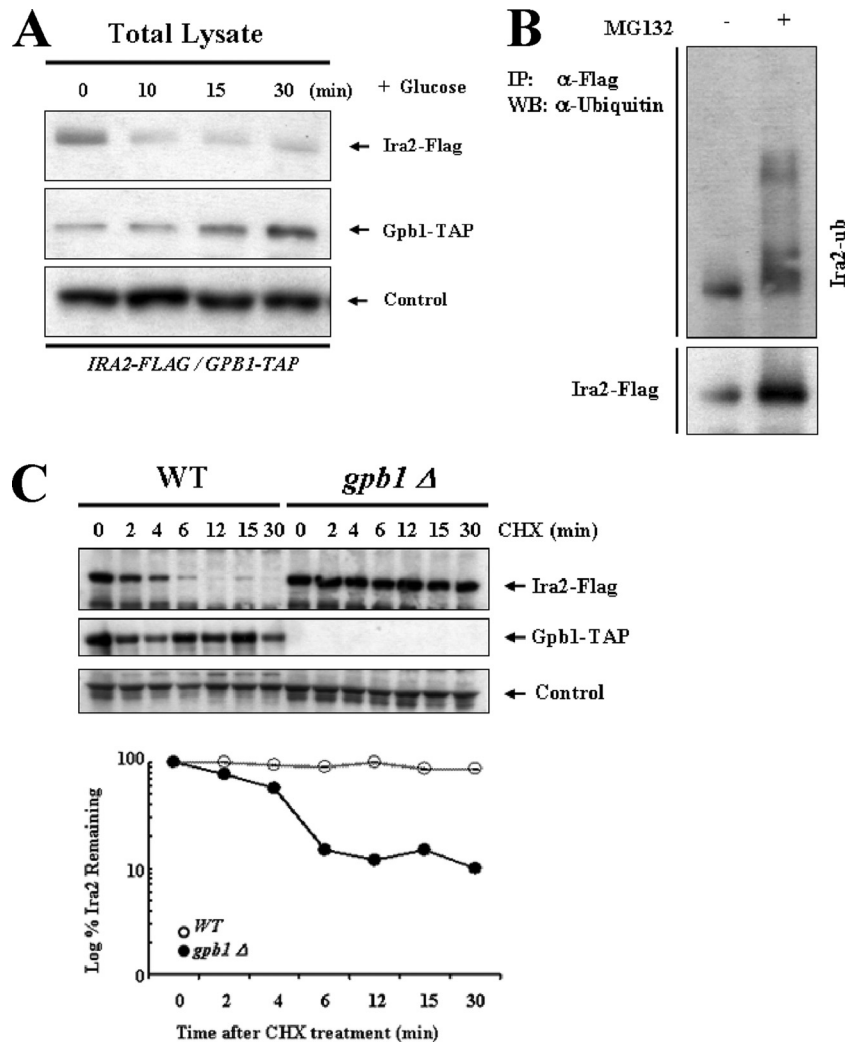 A
Total Lysate
0 10 15 30 (min) + Glucose
Ira2-Flag
Gpb1-TAP
Control
IRA2-FLAG / GPB1-TAP
B
MG132 - +
IP: α-Flag
WB: α-Ubiquitin
Ira2-ub
Ira2-Flag
C
WT gpb1 Δ
0 2 4 6 12 15 30 0 2 4 6 12 15 30 CHX (min)
Ira2-Flag
Gpb1-TAP
Control
Log % Ira2 Remaining
100
10
0
WT
gpb1 Δ
0 2 4 6 12 15 30
Time after CHX treatment (min)